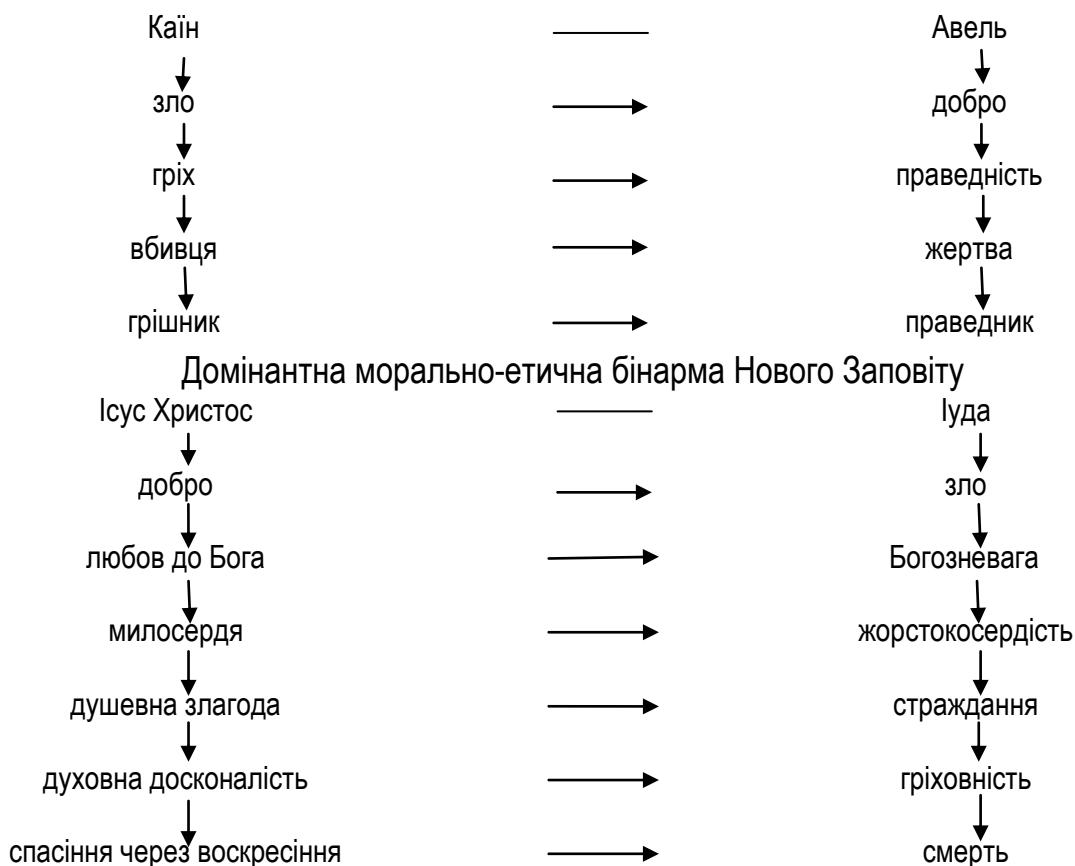 Каїн Авель
зло добро
гріх праведність
вбивця жертва
грішник праведник
Домінантна морально-етична бінарма Нового Заповіту
Ісус Христос Іуда
добро зло
любов до Бога Богозневага
милосердя жорстокосердість
душевна злагода страждання
духовна досконалість гріховність
спасіння через воскресіння смерть